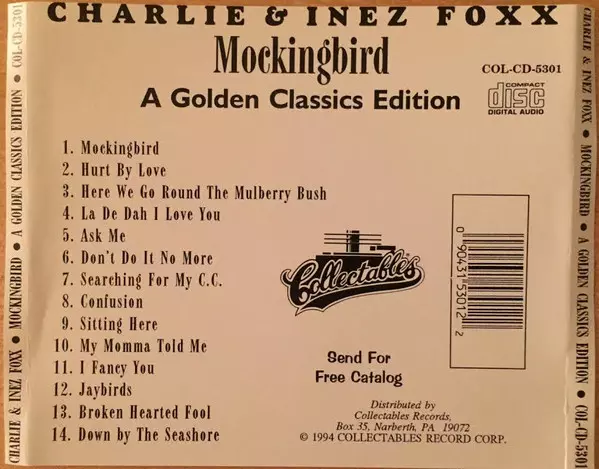 CHARLIE & INEZ FOXX
Mockingbird
A Golden Classics Edition
COL-CD-5301
COMPACT
disc
DIGITAL AUDIO
1. Mockingbird
2. Hurt By Love
3. Here We Go Round The Mulberry Bush
4. La De Dah I Love You
5. Ask Me
6. Don't Do It No More
7. Searching For My C.C.
8. Confusion
9. Sitting Here
10. My Momma Told Me
11. I Fancy You
12. Jaybirds
13. Broken Hearted Fool
14. Down by The Seashore
Collectables
Send For
Free Catalog
Distributed by
Collectables Records,
Box 35, Narberth, PA 19072
© 1994 COLLECTABLES RECORD CORP.
0 90431 53012 2
CHARLIE & INEZ FOXX • MOCKINGBIRD • A GOLDEN CLASSICS EDITION • COL-CD-5301
CHARLIE & INEZ FOXX • MOCKINGBIRD • A GOLDEN CLASSICS EDITION • COL-CD-5301